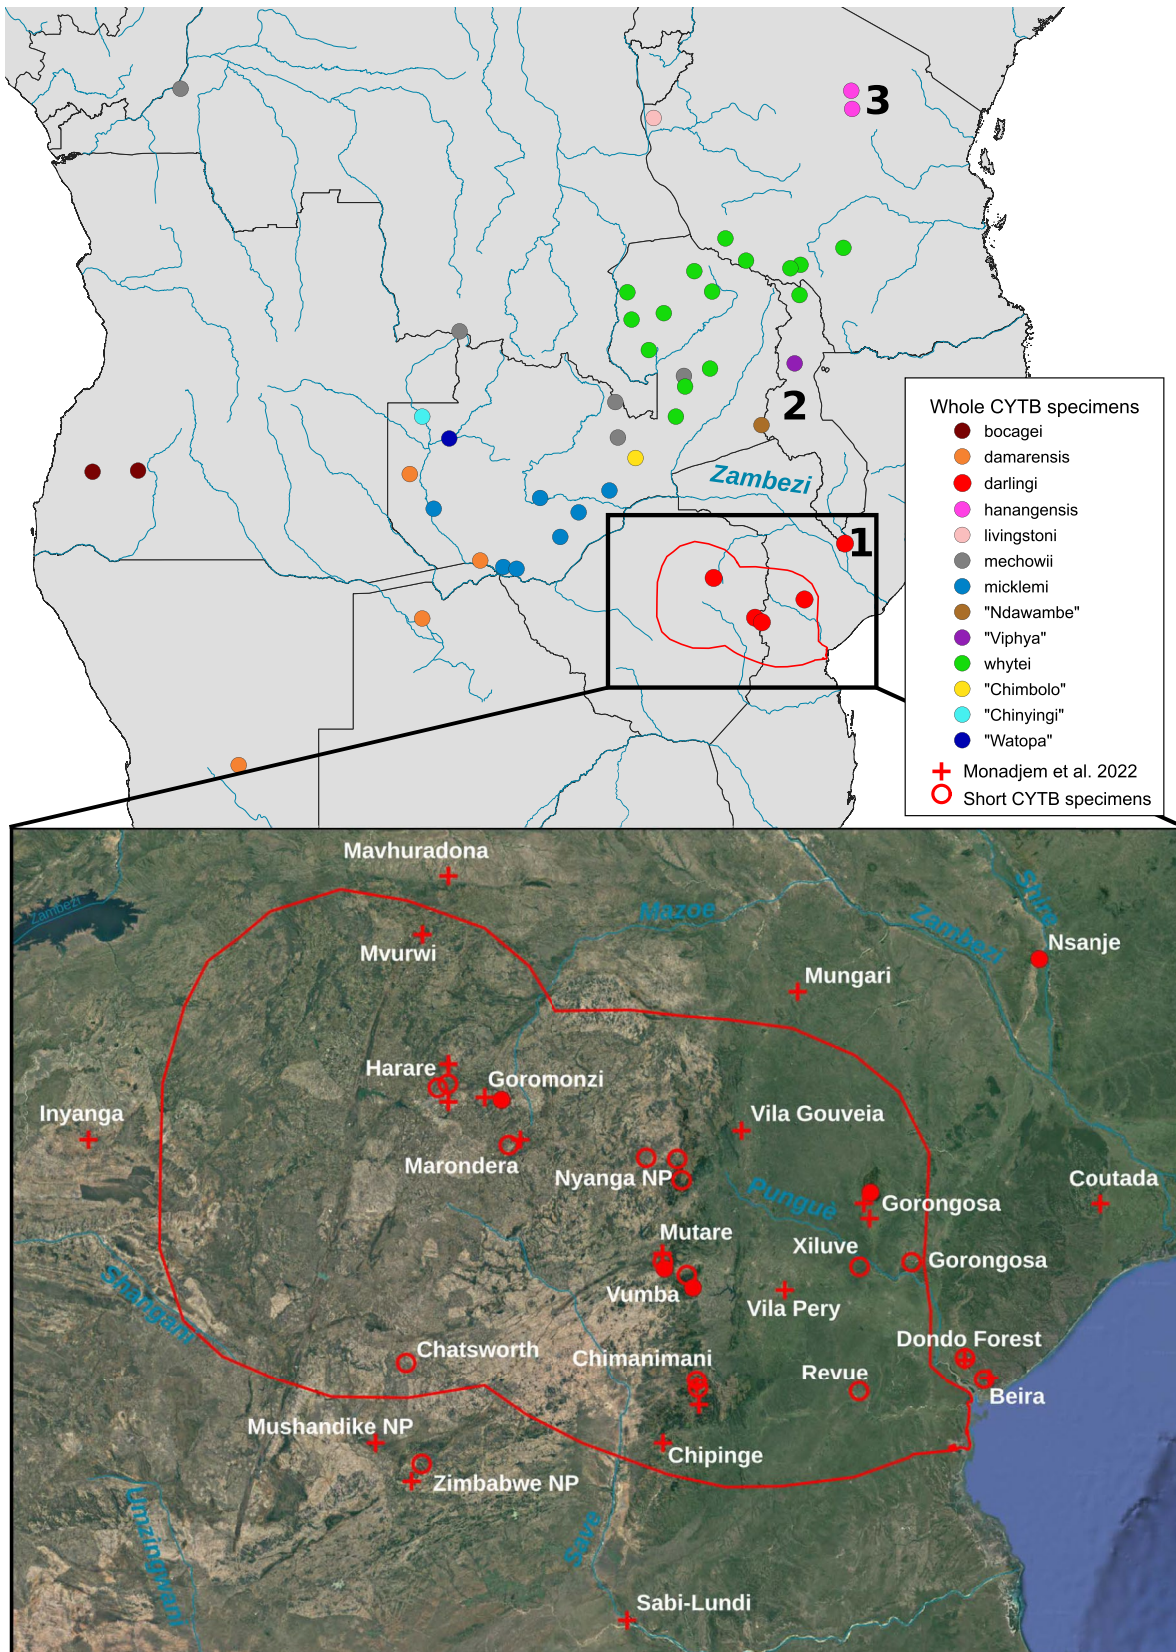 3
2
Zambezi
1
Whole CYTB specimens
bocagei
damarensis
darlingi
hanangensis
livingstoni
mechowii
micklemi
"Ndawambe"
"Viphya"
whytei
"Chimbolo"
"Chinyingi"
"Watopa"
Monadjem et al. 2022
Short CYTB specimens
Mavhuradona
Zambezi
Mazoe
Shire
Zambezi
Nsanje
Mvurwi
Mungari
Harare
Goromonzi
Inyanga
Vila Gouveia
Marondera
Nyanga NP
Coutada
Punguè
Gorongosa
Mutare
Xiluve
Gorongosa
Vumba
Vila Pery
Shangani
Chatsworth
Chimanimani
Dondo Forest
Revue
Beira
Mushandike NP
Chipinge
Zimbabwe NP
Umzingwani
Save
Sabi-Lundi